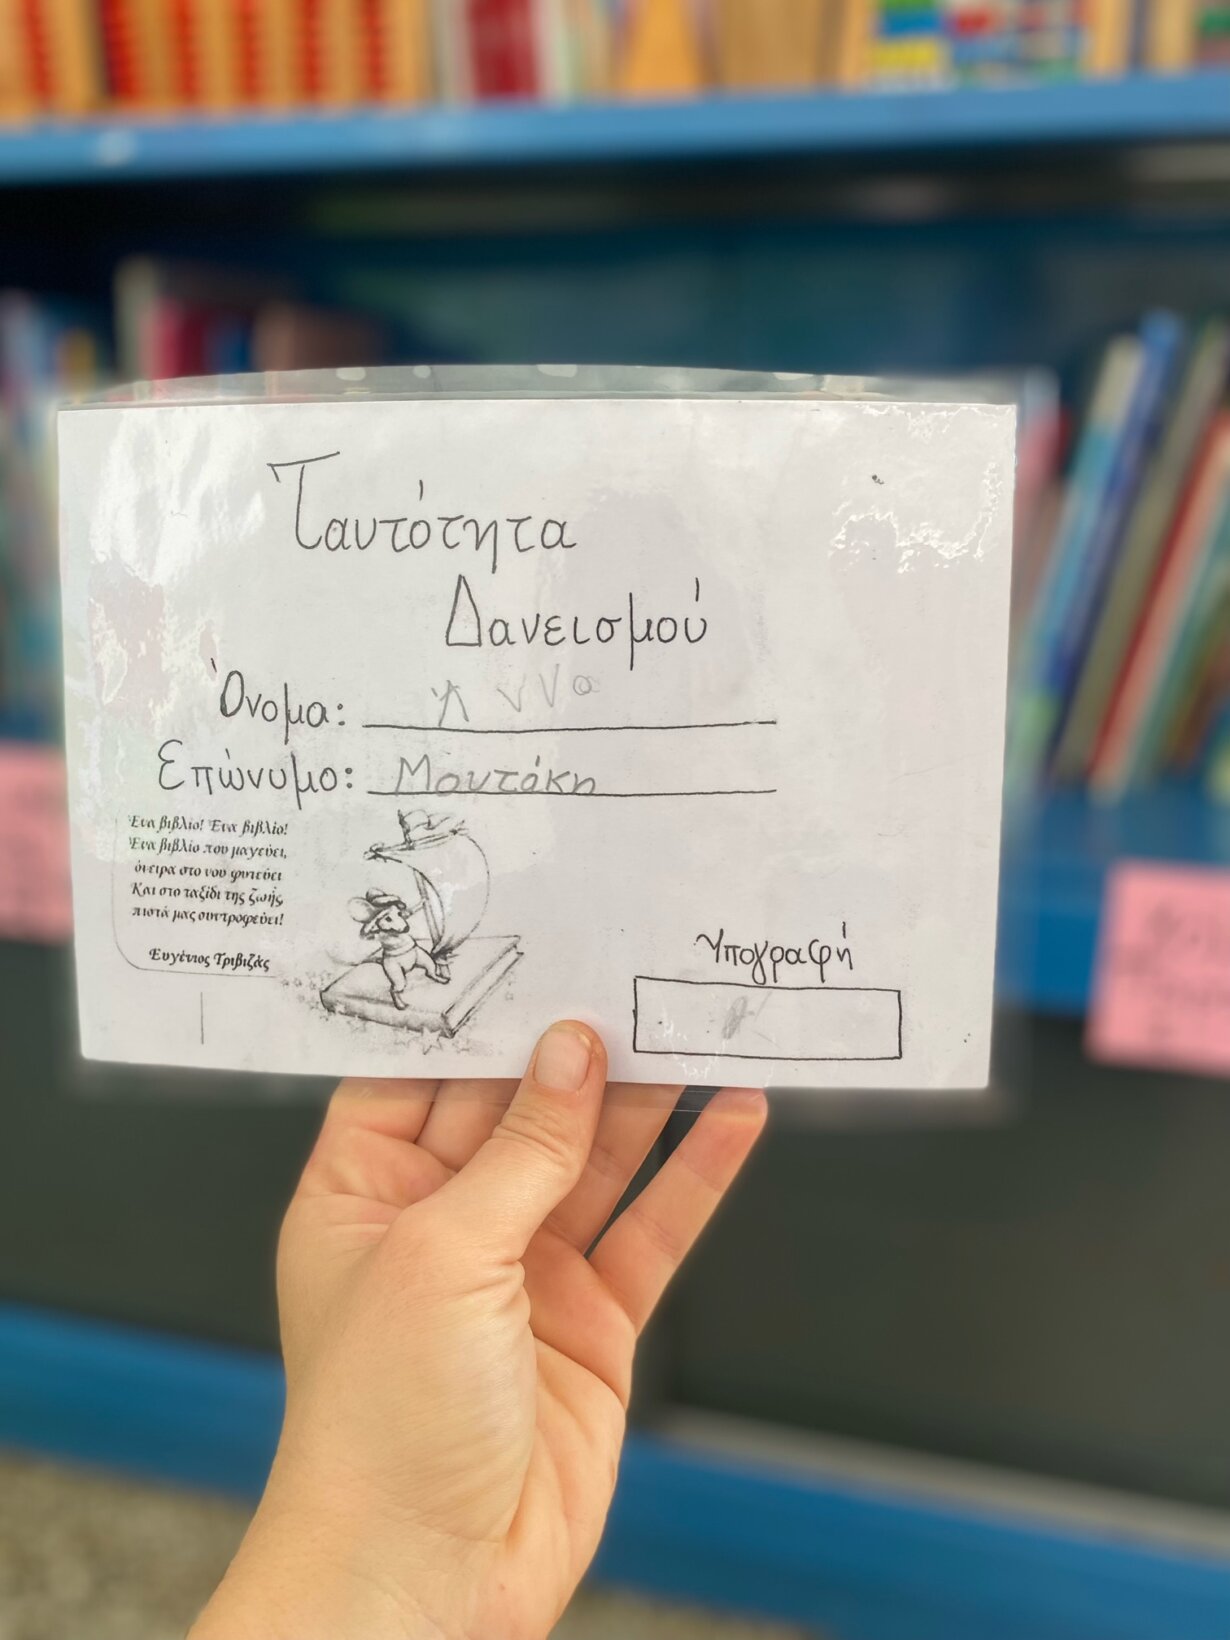 Ταυτότητα
Δανεισμού
Όνομα: Άννα
Επώνυμο: Μουτάκη
Ένα βιβλίο! Ένα βιβλίο!
Ένα βιβλίο που μαγεύει,
όνειρα στο νου φυτεύει
Και στο ταξίδι της ζωής,
πιστά μας συντροφεύει!
Ευγένιος Τριβιζάς
Υπογραφή